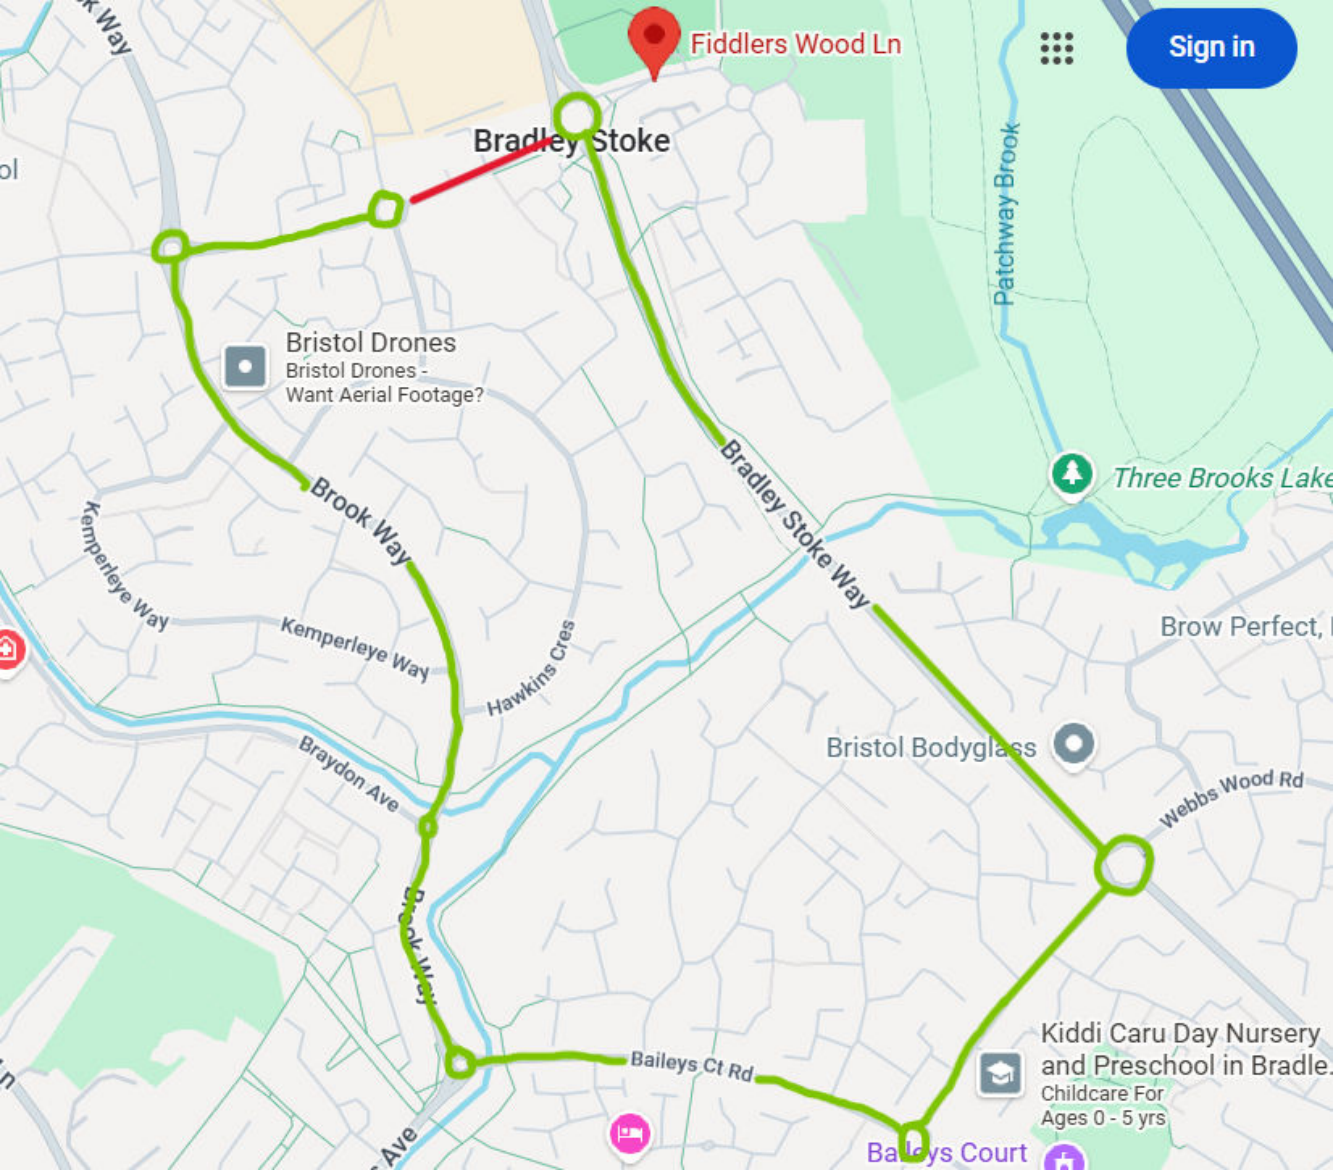 k Way
Fiddlers Wood Ln
Sign in
Bradley Stoke
ol
Patchway Brook
Bristol Drones
Bristol Drones -
Want Aerial Footage?
Bradley Stoke Way
Three Brooks Lake
Brook Way
Kemperleye Way
Kemperleye Way
Hawkins Cres
Brow Perfect,
Braydon Ave
Bristol Bodyglass
Webbs Wood Rd
Brook Way
Kiddi Caru Day Nursery
and Preschool in Bradle.
Childcare For
Ages 0 - 5 yrs
Baileys Ct Rd
Ln
s Ave
Baileys Court